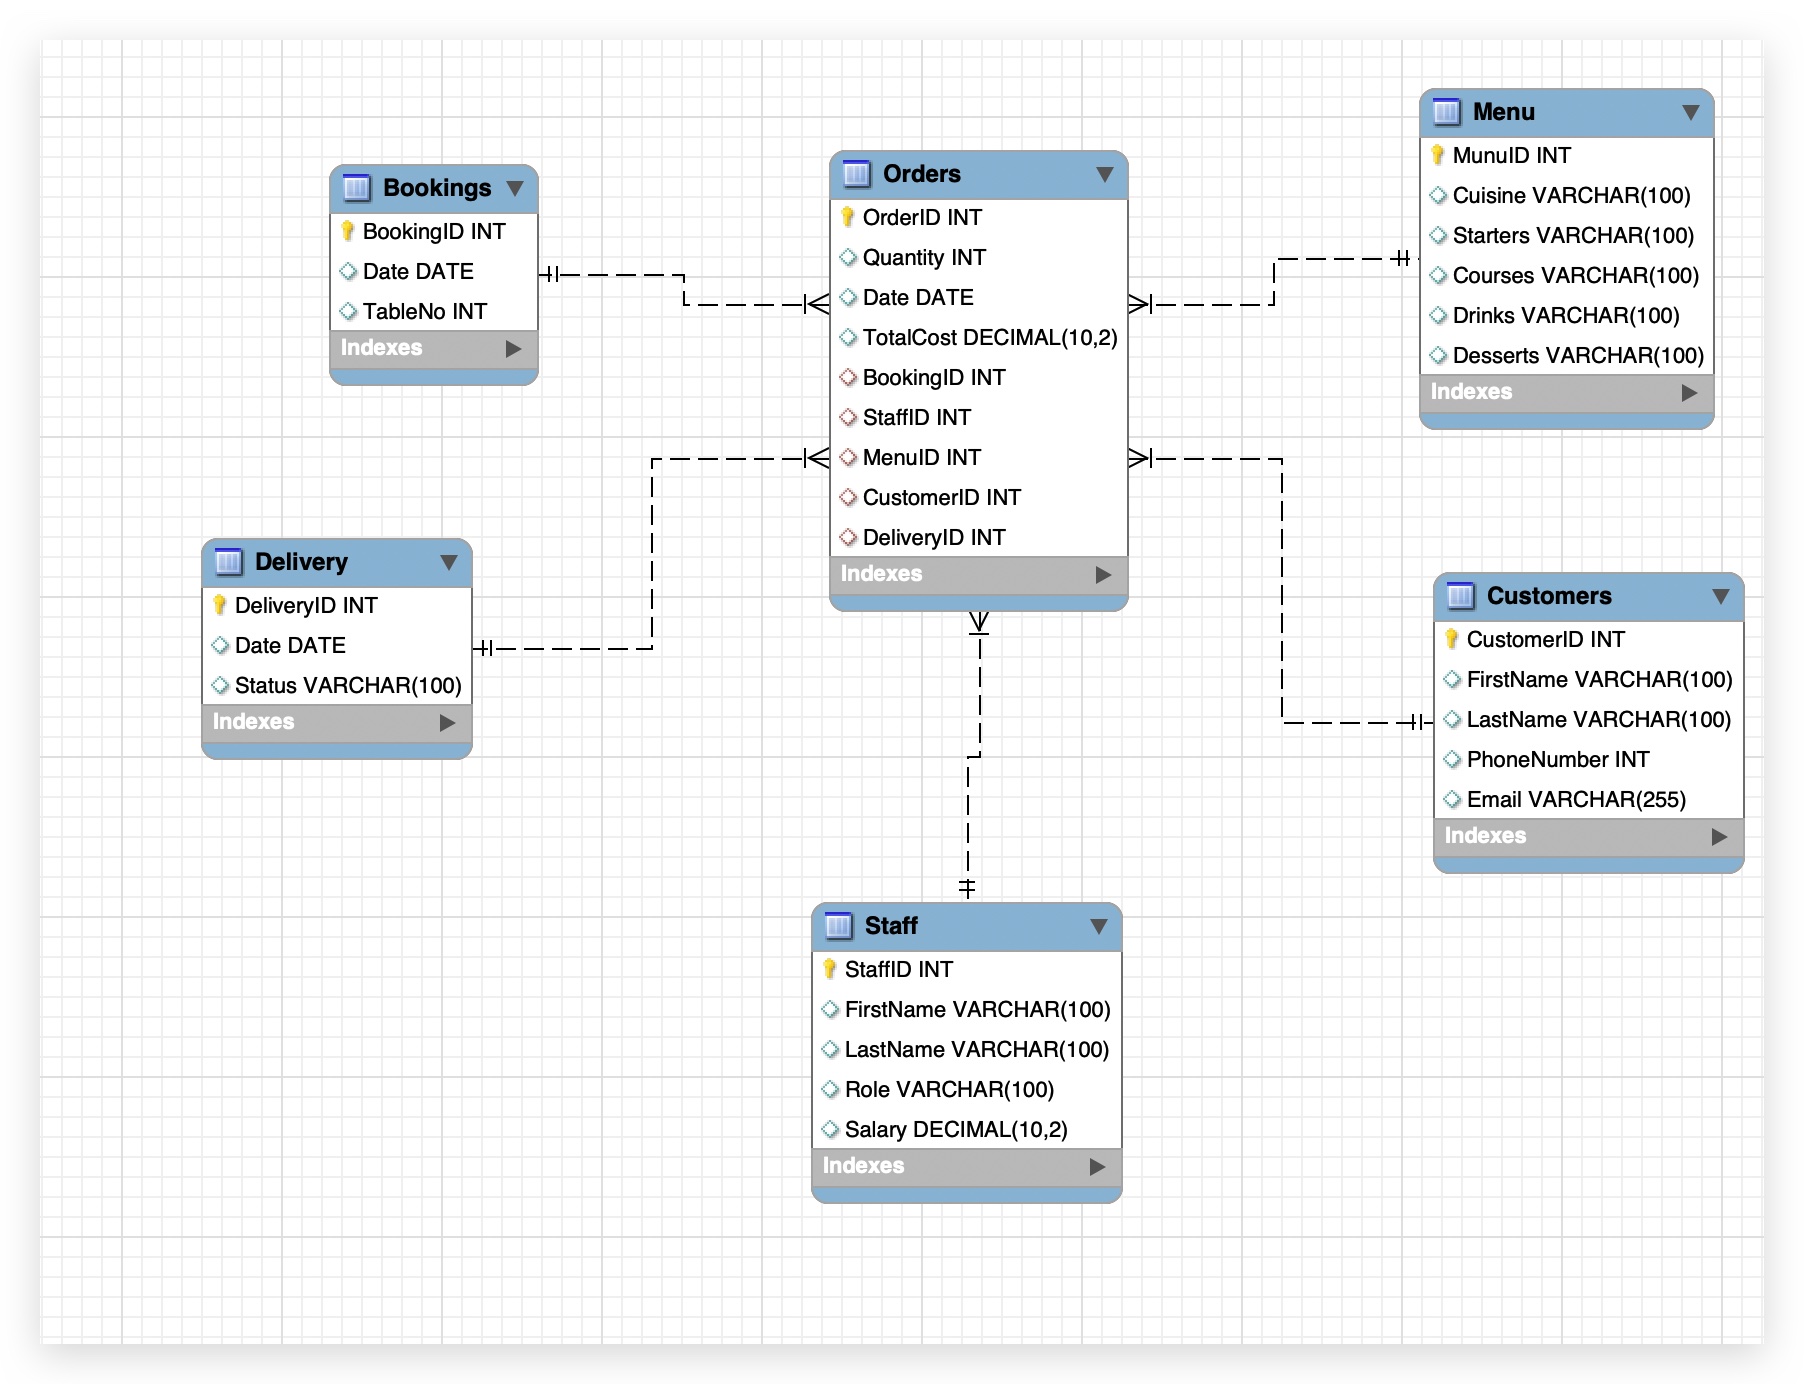 Bookings
BookingID INT
Date DATE
TableNo INT
Indexes
Orders
OrderID INT
Quantity INT
Date DATE
TotalCost DECIMAL(10,2)
BookingID INT
StaffID INT
MenuID INT
CustomerID INT
DeliveryID INT
Indexes
Menu
MunuID INT
Cuisine VARCHAR(100)
Starters VARCHAR(100)
Courses VARCHAR(100)
Drinks VARCHAR(100)
Desserts VARCHAR(100)
Indexes
Delivery
DeliveryID INT
Date DATE
Status VARCHAR(100)
Indexes
Customers
CustomerID INT
FirstName VARCHAR(100)
LastName VARCHAR(100)
PhoneNumber INT
Email VARCHAR(255)
Indexes
Staff
StaffID INT
FirstName VARCHAR(100)
LastName VARCHAR(100)
Role VARCHAR(100)
Salary DECIMAL(10,2)
Indexes